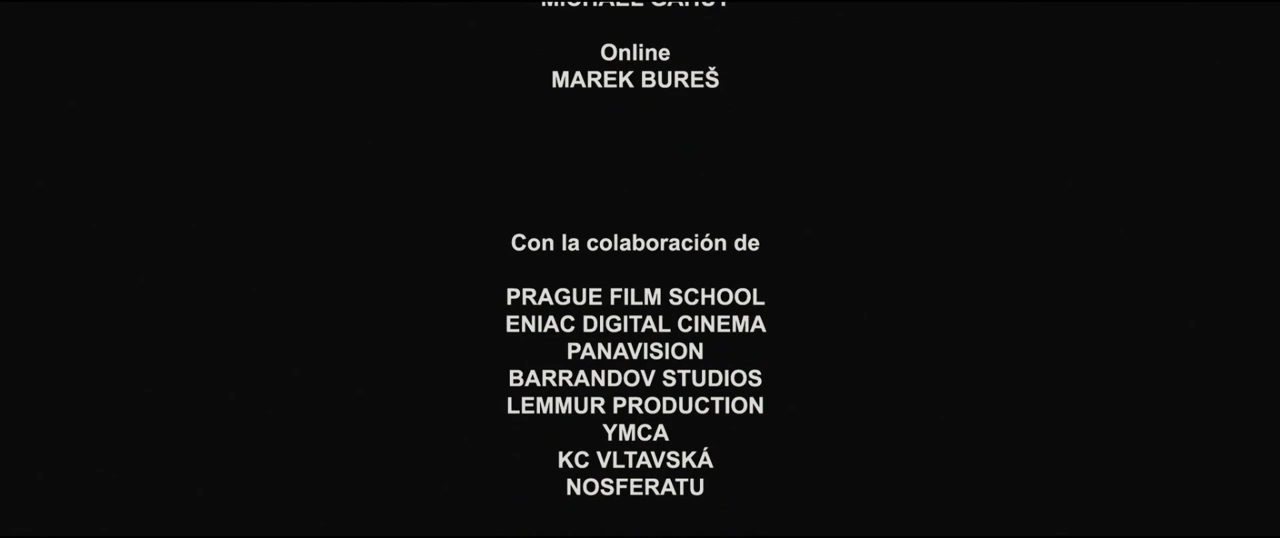 Online
MAREK BUREŠ
Con la colaboración de
PRAGUE FILM SCHOOL
ENIAC DIGITAL CINEMA
PANAVISION
BARRANDOV STUDIOS
LEMMUR PRODUCTION
YMCA
KC VLTAVSKÁ
NOSFERATU